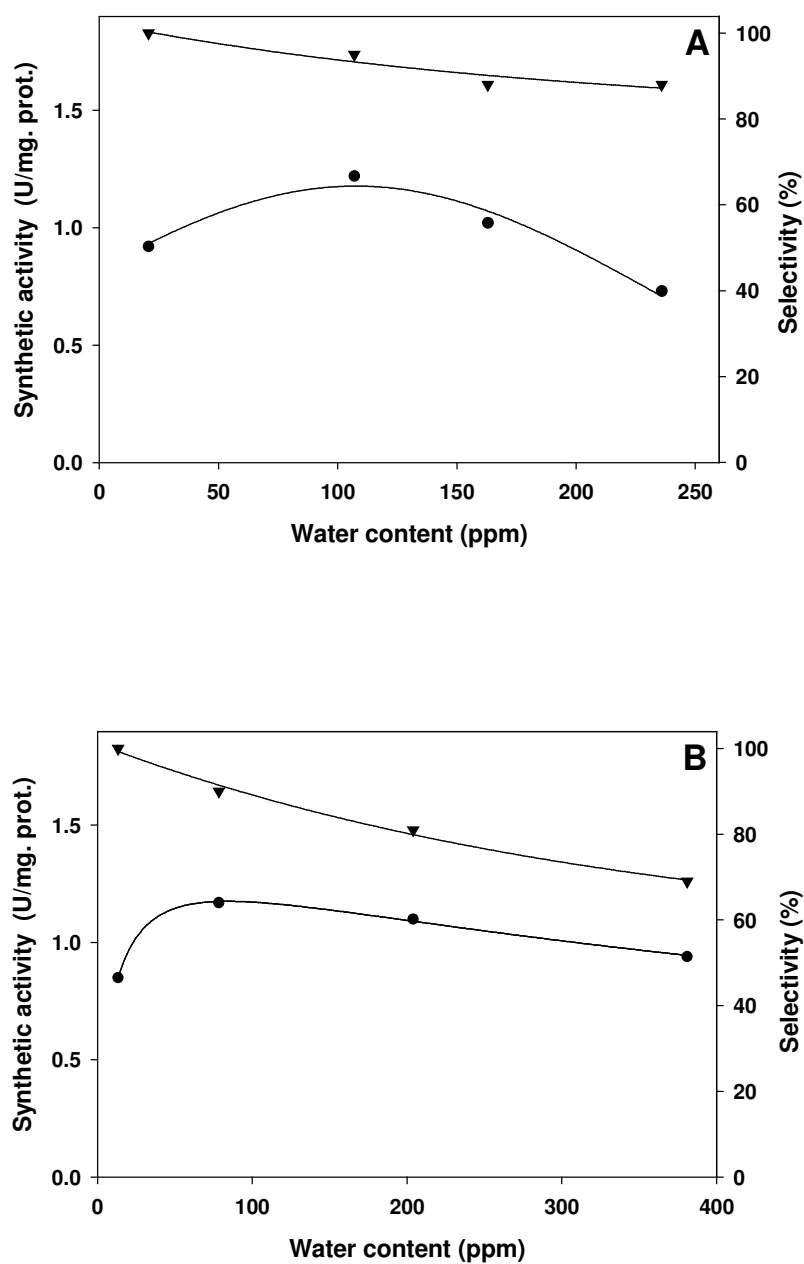 A
Synthetic activity (U/mg. prot.)
1.5
1.0
0.5
0.0
100
80
60
40
20
0
Selectivity (%)
0 50 100 150 200 250
Water content (ppm)
B
Synthetic activity (U/mg. prot.)
1.5
1.0
0.5
0.0
100
80
60
40
20
0
Selectivity (%)
0 100 200 300 400
Water content (ppm)